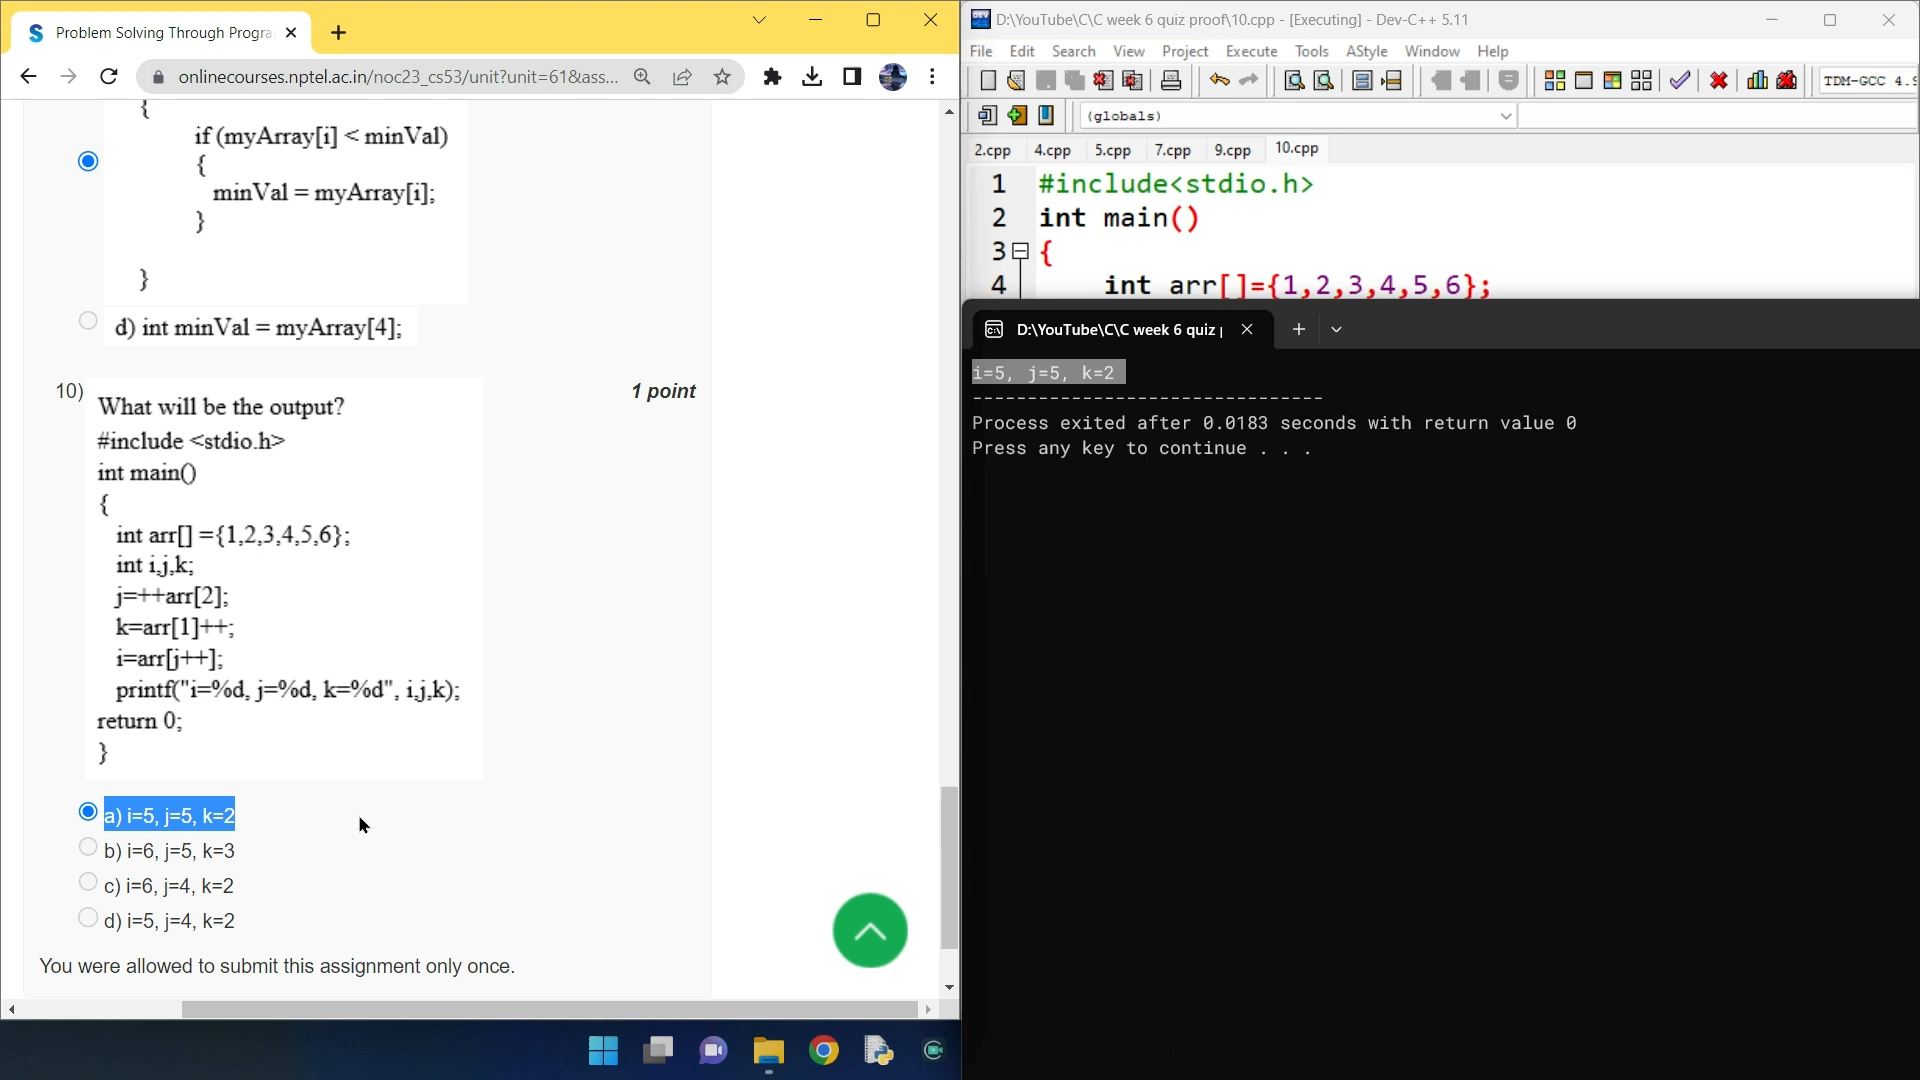 Problem Solving Through Progra
onlinecourses.nptel.ac.in/noc23_cs53/unit?unit=61&ass...
{
if (myArray[i] < minVal)
{
minVal = myArray[i];
}
}
d) int minVal = myArray[4];
10)
1 point
What will be the output?
#include <stdio.h>
int main()
{
int arr[] ={1,2,3,4,5,6};
int i,j,k;
j=++arr[2];
k=arr[1]++;
i=arr[j++];
printf("i=%d, j=%d, k=%d", i,j,k);
return 0;
}
a) i=5, j=5, k=2
b) i=6, j=5, k=3
c) i=6, j=4, k=2
d) i=5, j=4, k=2
You were allowed to submit this assignment only once.
D:\YouTube\C\C week 6 quiz proof\10.cpp - [Executing] - Dev-C++ 5.11
File Edit Search View Project Execute Tools AStyle Window Help
TDM-GCC 4.9
(globals)
2.cpp 4.cpp 5.cpp 7.cpp 9.cpp 10.cpp
1 #include<stdio.h>
2 int main()
3 {
4 int arr[]={1,2,3,4,5,6};
D:\YouTube\C\C week 6 quiz
i=5, j=5, k=2
--------------------------------
Process exited after 0.0183 seconds with return value 0
Press any key to continue . . .